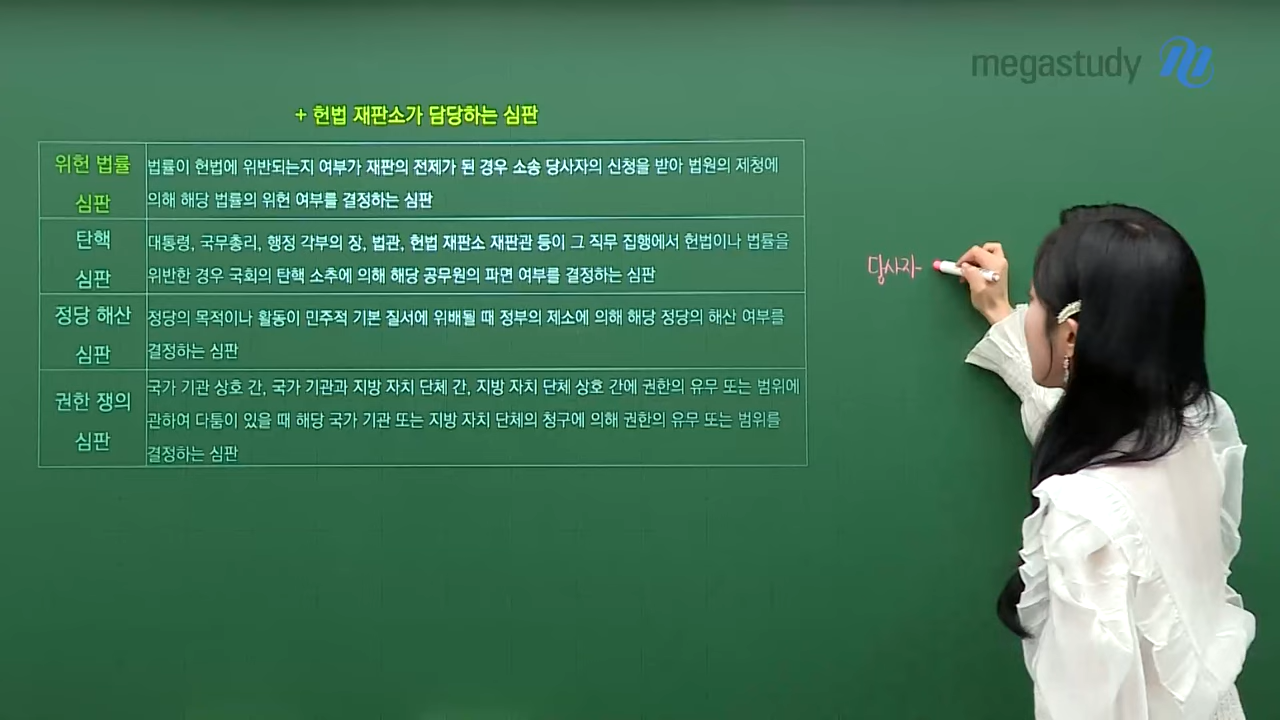 megastudy
+ 헌법 재판소가 담당하는 심판
위헌 법률
심판
법률이 헌법에 위반되는지 여부가 재판의 전제가 된 경우 소송 당사자의 신청을 받아 법원의 제청에
의해 해당 법률의 위헌 여부를 결정하는 심판
탄핵
심판
대통령, 국무총리, 행정 각부의 장, 법관, 헌법 재판소 재판관 등이 그 직무 집행에서 헌법이나 법률을
위반한 경우 국회의 탄핵 소추에 의해 해당 공무원의 파면 여부를 결정하는 심판
정당 해산
심판
정당의 목적이나 활동이 민주적 기본 질서에 위배될 때 정부의 제소에 의해 해당 정당의 해산 여부를
결정하는 심판
권한 쟁의
심판
국가 기관 상호 간, 국가 기관과 지방 자치 단체 간, 지방 자치 단체 상호 간에 권한의 유무 또는 범위에
관하여 다툼이 있을 때 해당 국가 기관 또는 지방 자치 단체의 청구에 의해 권한의 유무 또는 범위를
결정하는 심판
당사자